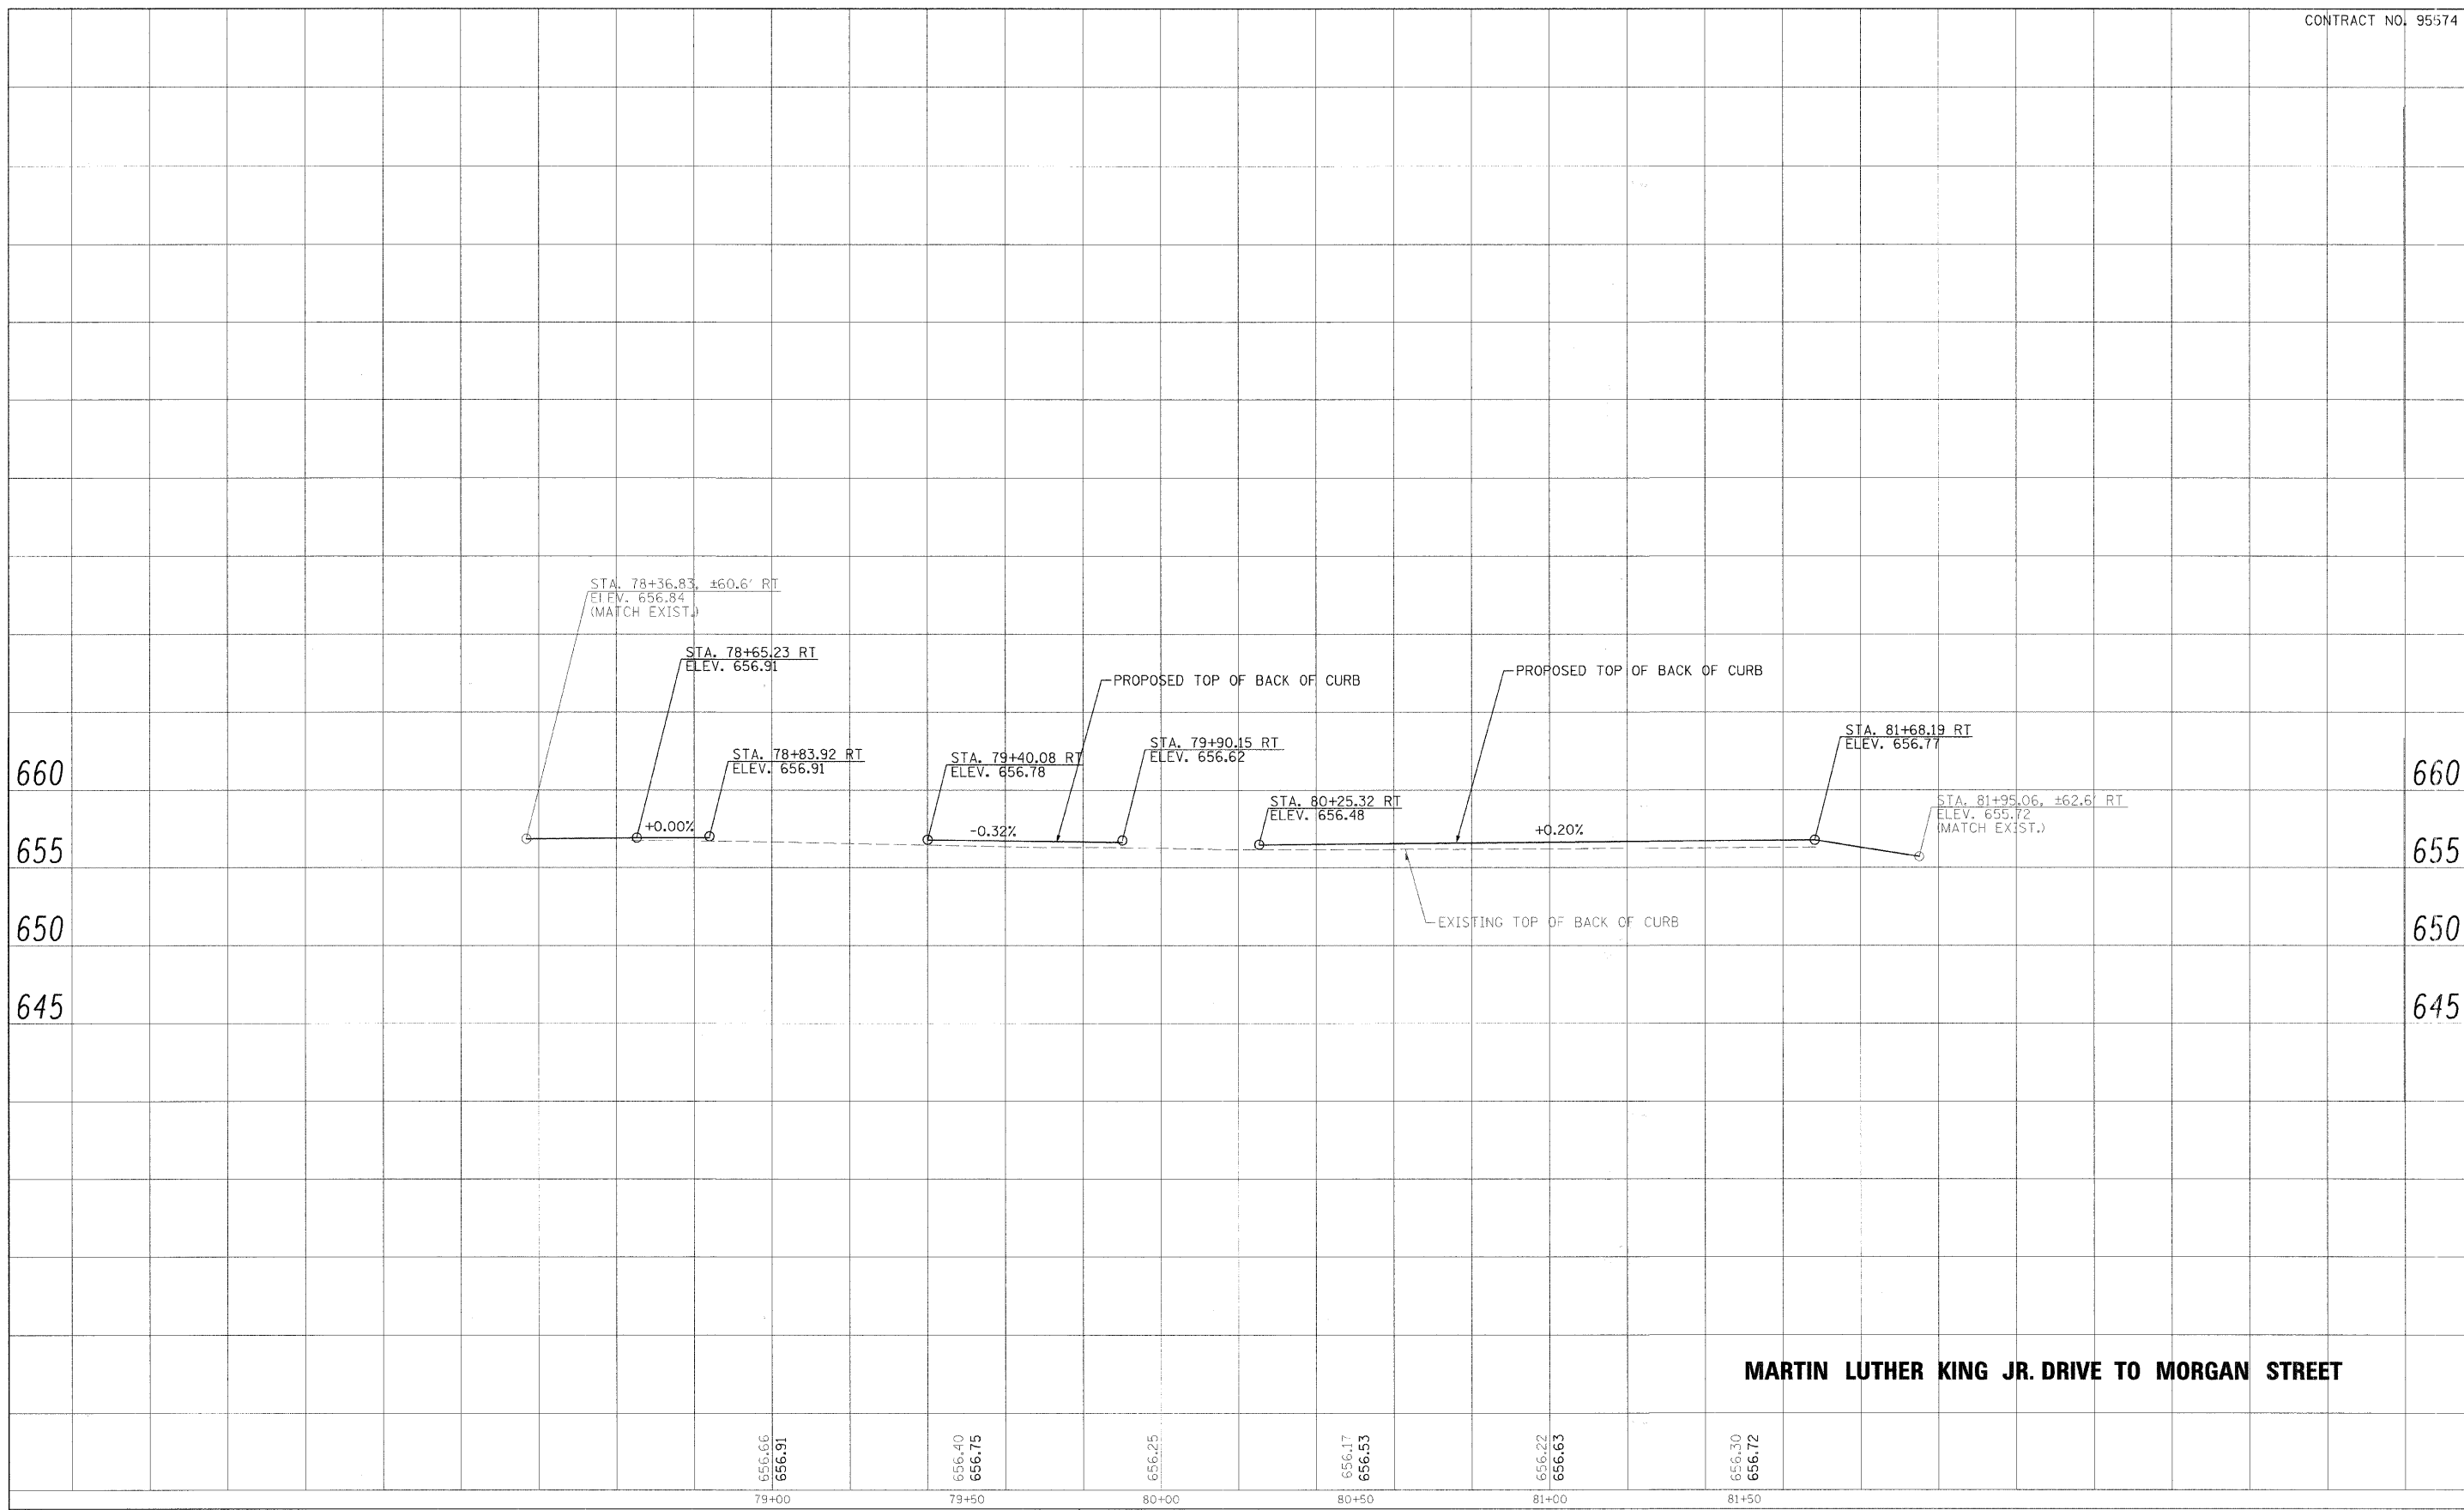 CONTRACT NO. 95574
STA. 78+36.83, ±60.6' RT
ELEV. 656.84
(MATCH EXIST.)
STA. 78+65.23 RT
ELEV. 656.91
PROPOSED TOP OF BACK OF CURB
PROPOSED TOP OF BACK OF CURB
STA. 78+83.92 RT
ELEV. 656.91
STA. 79+40.08 RT
ELEV. 656.78
STA. 79+90.15 RT
ELEV. 656.62
STA. 81+68.19 RT
ELEV. 656.77
660
660
STA. 80+25.32 RT
ELEV. 656.48
STA. 81+95.06, ±62.6' RT
ELEV. 655.72
(MATCH EXIST.)
+0.00%
-0.32%
+0.20%
655
655
EXISTING TOP OF BACK OF CURB
650
650
645
645
MARTIN LUTHER KING JR. DRIVE TO MORGAN STREET
656.66
656.91
656.40
656.75
656.25
656.17
656.53
656.22
656.63
656.30
656.72
79+00
79+50
80+00
80+50
81+00
81+50